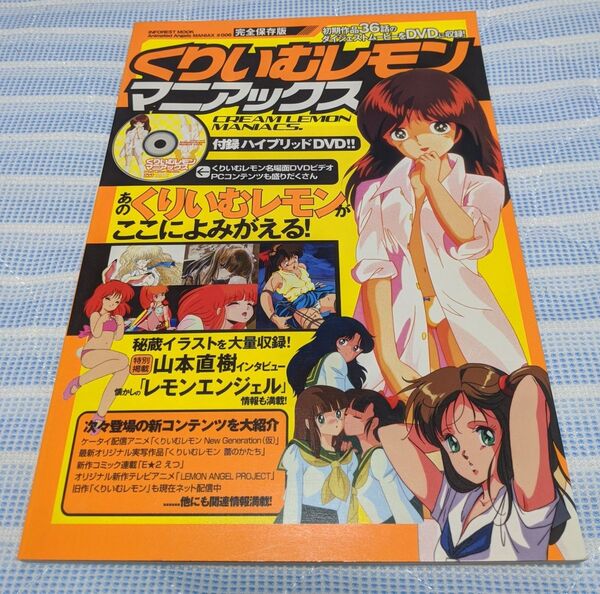 INFOREST MOOK
Animated Angels MANIAX #006
完全保存版
初期作品36話の
ダイジェストムービーをDVDに収録!
くりいむレモン
マニアックス
CREAM LEMON
MANIACS.
付録ハイブリッドDVD!!
くりいむレモン
マニアックス
くりいむレモン名場面DVDビデオ
PCコンテンツも盛りだくさん
あのくりいむレモンが
ここによみがえる!
秘蔵イラストを大量収録!
特別掲載 山本直樹インタビュー
懐かしの「レモンエンジェル」
情報も満載!
次々登場の新コンテンツを大紹介
ケータイ配信アニメ「くりいむレモン New Generation(仮)」
最新オリジナル実写作品「くりいむレモン 蕾のかたち」
新作コミック連載「E★2 えつ」
オリジナル新作テレビアニメ「LEMON ANGEL PROJECT」
旧作「くりいむレモン」も現在ネット配信中
......他にも関連情報満載!